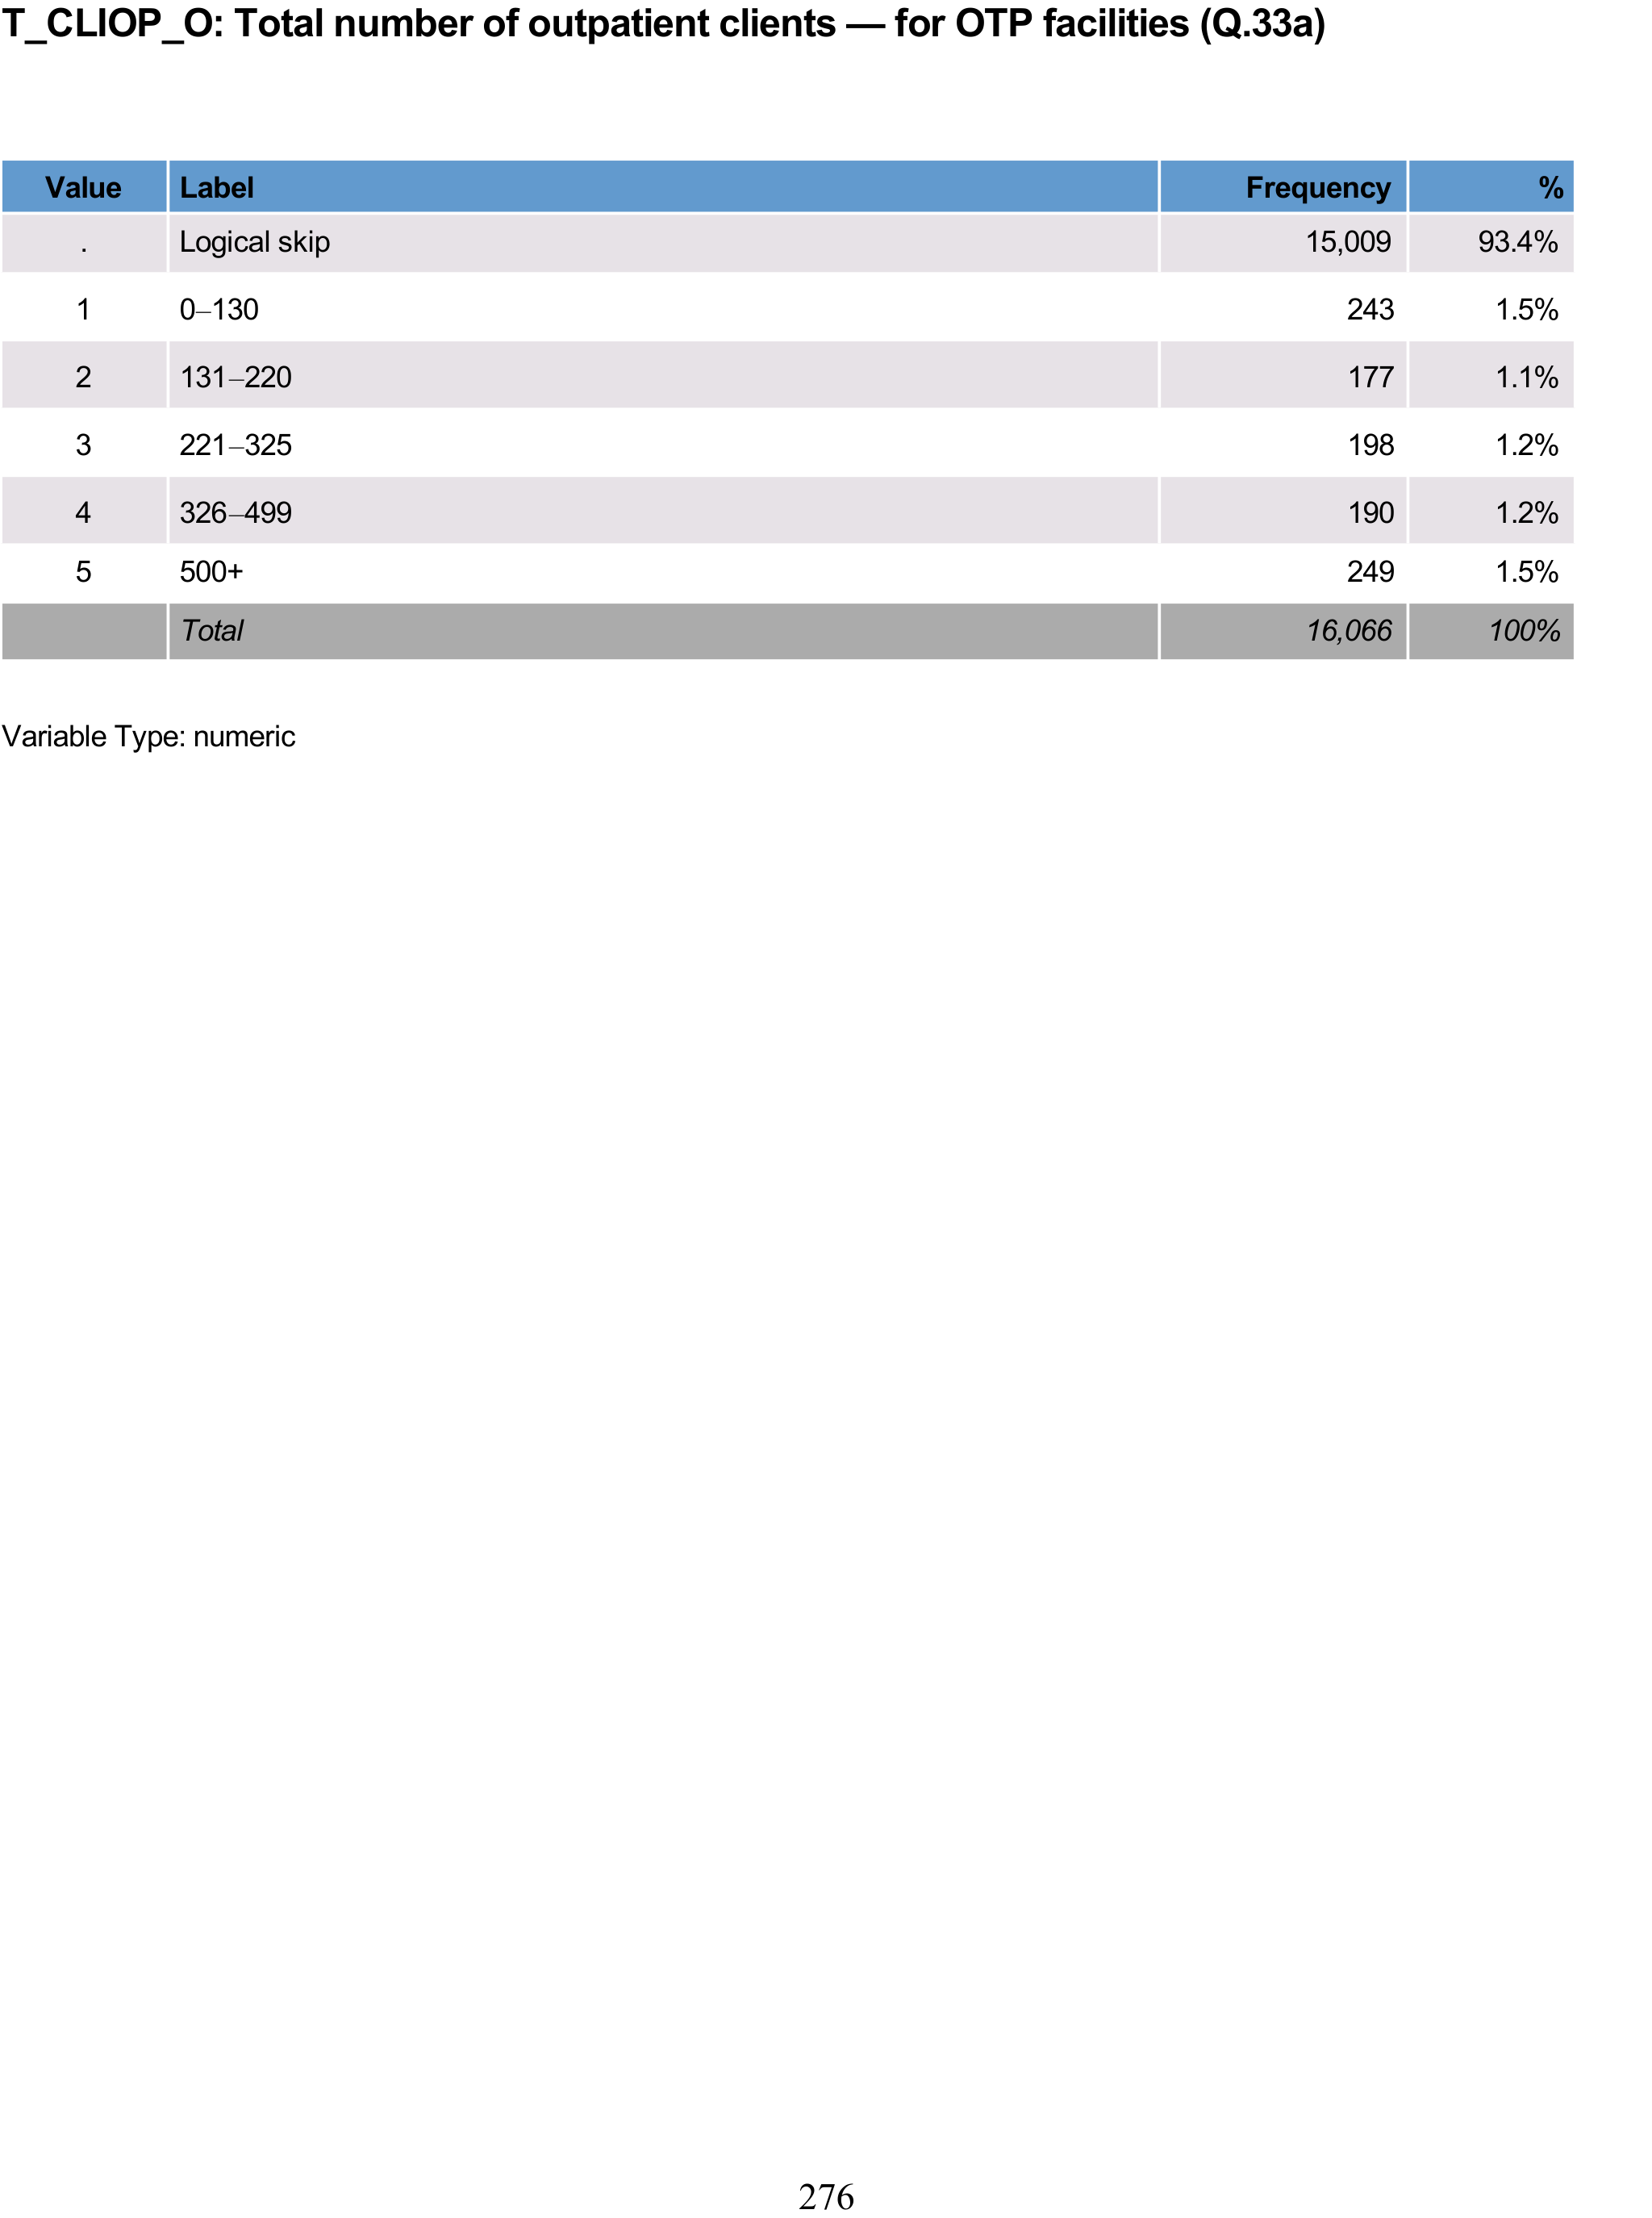 T_CLIOP_O: Total number of outpatient clients — for OTP facilities (Q.33a)
Value Label Frequency %
. Logical skip 15,009 93.4%
1 0–130 243 1.5%
2 131–220 177 1.1%
3 221–325 198 1.2%
4 326–499 190 1.2%
5 500+ 249 1.5%
Total 16,066 100%
Variable Type: numeric
276